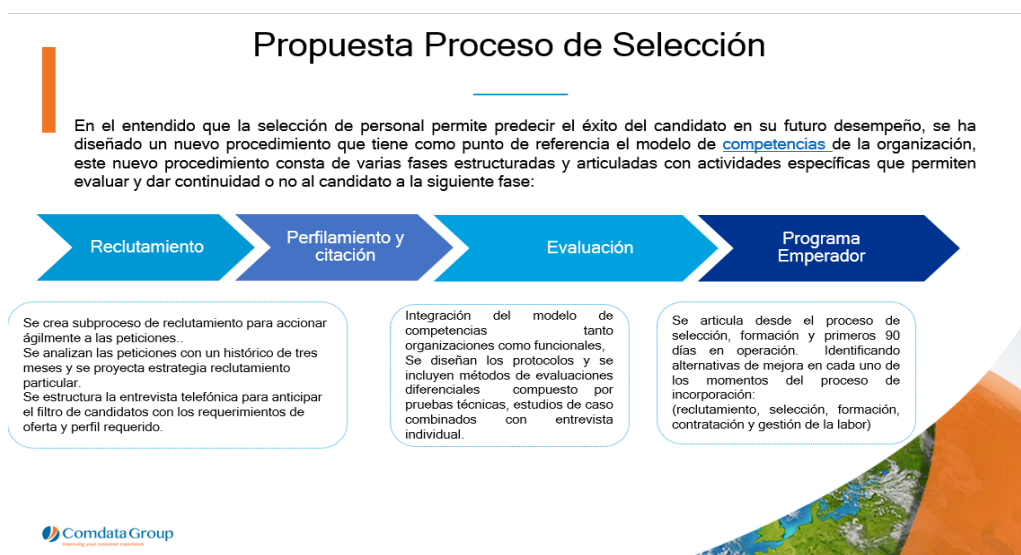 Propuesta Proceso de Selección
En el entendido que la selección de personal permite predecir el éxito del candidato en su futuro desempeño, se ha
diseñado un nuevo procedimiento que tiene como punto de referencia el modelo de competencias de la organización,
este nuevo procedimiento consta de varias fases estructuradas y articuladas con actividades específicas que permiten
evaluar y dar continuidad o no al candidato a la siguiente fase:
Reclutamiento
Perfilamiento y
citación
Evaluación
Programa
Emperador
Se crea subproceso de reclutamiento para accionar
ágilmente a las peticiones..
Se analizan las peticiones con un histórico de tres
meses y se proyecta estrategia reclutamiento
particular.
Se estructura la entrevista telefónica para anticipar
el filtro de candidatos con los requerimientos de
oferta y perfil requerido.
Integración del modelo de
competencias tanto
organizaciones como funcionales,
Se diseñan los protocolos y se
incluyen métodos de evaluaciones
diferenciales compuesto por
pruebas técnicas, estudios de caso
combinados con entrevista
individual.
Se articula desde el proceso de
selección, formación y primeros 90
días en operación. Identificando
alternativas de mejora en cada uno de
los momentos del proceso de
incorporación:
(reclutamiento, selección, formación,
contratación y gestión de la labor)
Comdata Group
improving your customer experience